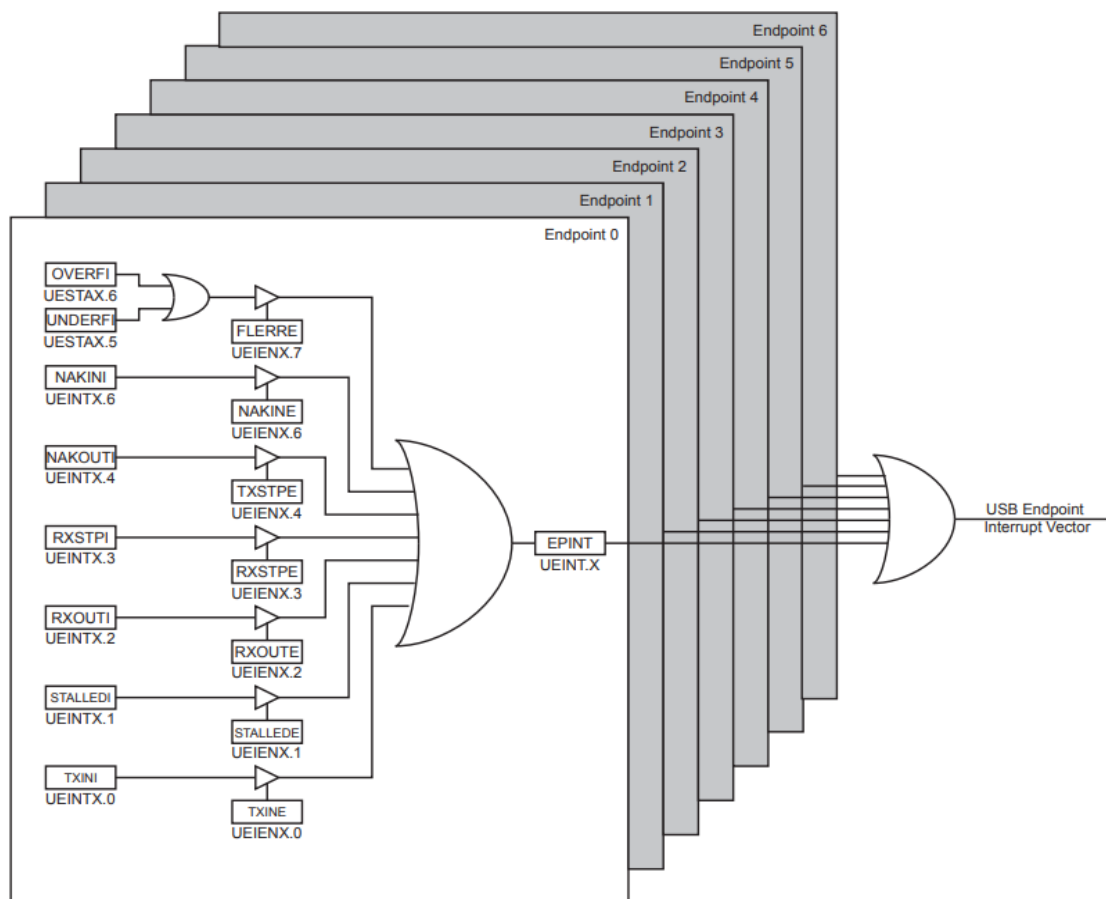 Endpoint 6
Endpoint 5
Endpoint 4
Endpoint 3
Endpoint 2
Endpoint 1
Endpoint 0
OVERFI
UESTAX.6
UNDERFI
UESTAX.5
FLERRE
UEIENX.7
NAKINI
UEINTX.6
NAKINE
UEIENX.6
NAKOUTI
UEINTX.4
TXSTPE
UEIENX.4
RXSTPI
UEINTX.3
RXSTPE
UEIENX.3
RXOUTI
UEINTX.2
RXOUTE
UEIENX.2
STALLEDI
UEINTX.1
STALLEDE
UEIENX.1
TXINI
UEINTX.0
TXINE
UEIENX.0
EPINT
UEINT.X
USB Endpoint
Interrupt Vector